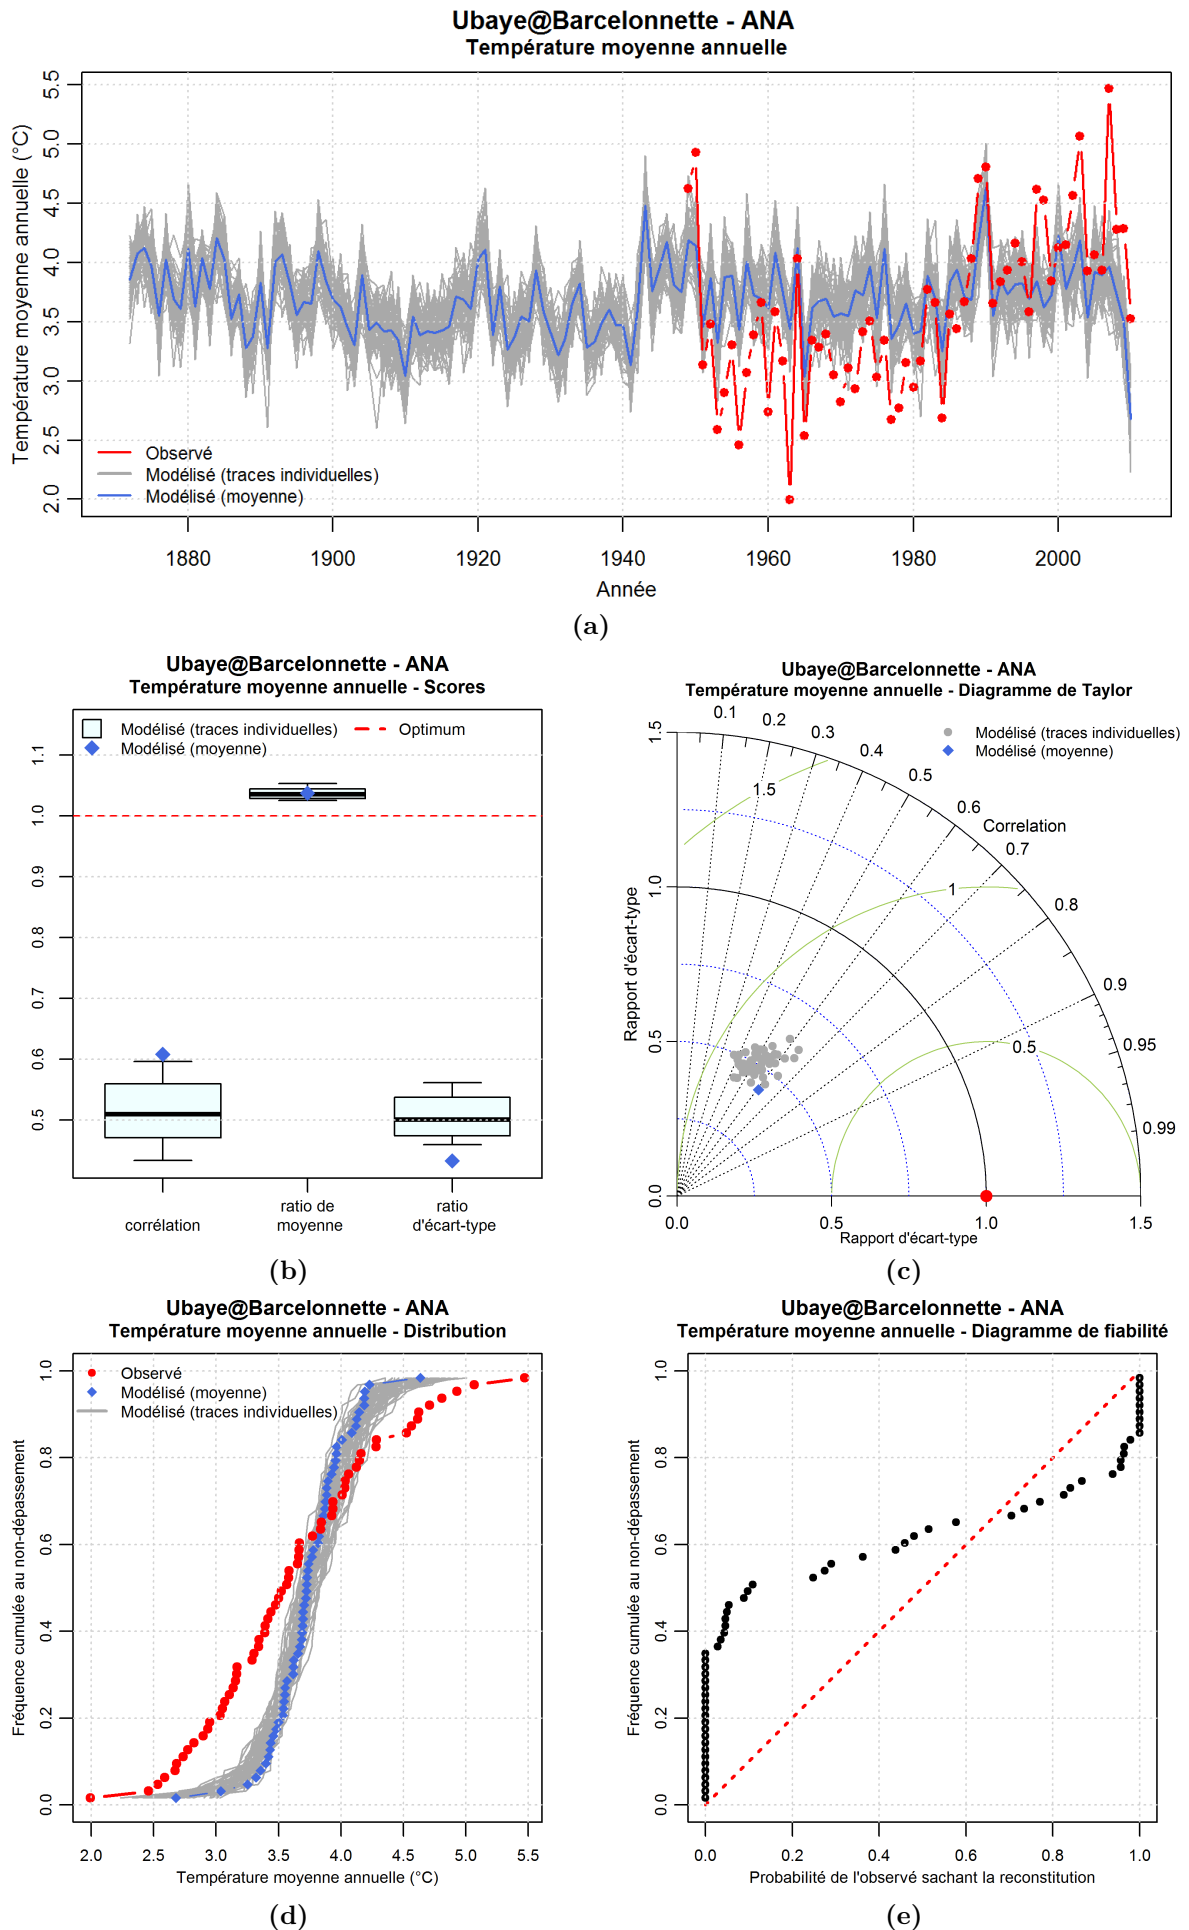 Ubaye@Barcelonnette - ANA
Température moyenne annuelle
Température moyenne annuelle (°C)
5.5
5.0
4.5
4.0
3.5
3.0
2.5
2.0
Observé
Modélisé (traces individuelles)
Modélisé (moyenne)
1880 1900 1920 1940 1960 1980 2000
Année
(a)
Ubaye@Barcelonnette - ANA
Température moyenne annuelle - Scores
Modélisé (traces individuelles)
Optimum
Modélisé (moyenne)
1.1
1.0
0.9
0.8
0.7
0.6
0.5
corrélation
ratio de
moyenne
ratio
d'écart-type
(b)
Ubaye@Barcelonnette - ANA
Température moyenne annuelle - Diagramme de Taylor
Modélisé (traces individuelles)
Modélisé (moyenne)
0.1
0.2
0.3
0.4
0.5
0.6
Correlation
0.7
0.8
0.9
0.95
0.99
1.5
1
0.5
Rapport d'écart-type
1.5
1.0
0.5
0.0
0.0 0.5 1.0 1.5
Rapport d'écart-type
(c)
Ubaye@Barcelonnette - ANA
Température moyenne annuelle - Distribution
Observé
Modélisé (moyenne)
Modélisé (traces individuelles)
Fréquence cumulée au non-dépassement
1.0
0.8
0.6
0.4
0.2
0.0
2.0 2.5 3.0 3.5 4.0 4.5 5.0 5.5
Température moyenne annuelle (°C)
(d)
Ubaye@Barcelonnette - ANA
Température moyenne annuelle - Diagramme de fiabilité
Fréquence cumulée au non-dépassement
1.0
0.8
0.6
0.4
0.2
0.0
0.0 0.2 0.4 0.6 0.8 1.0
Probabilité de l'observé sachant la reconstitution
(e)